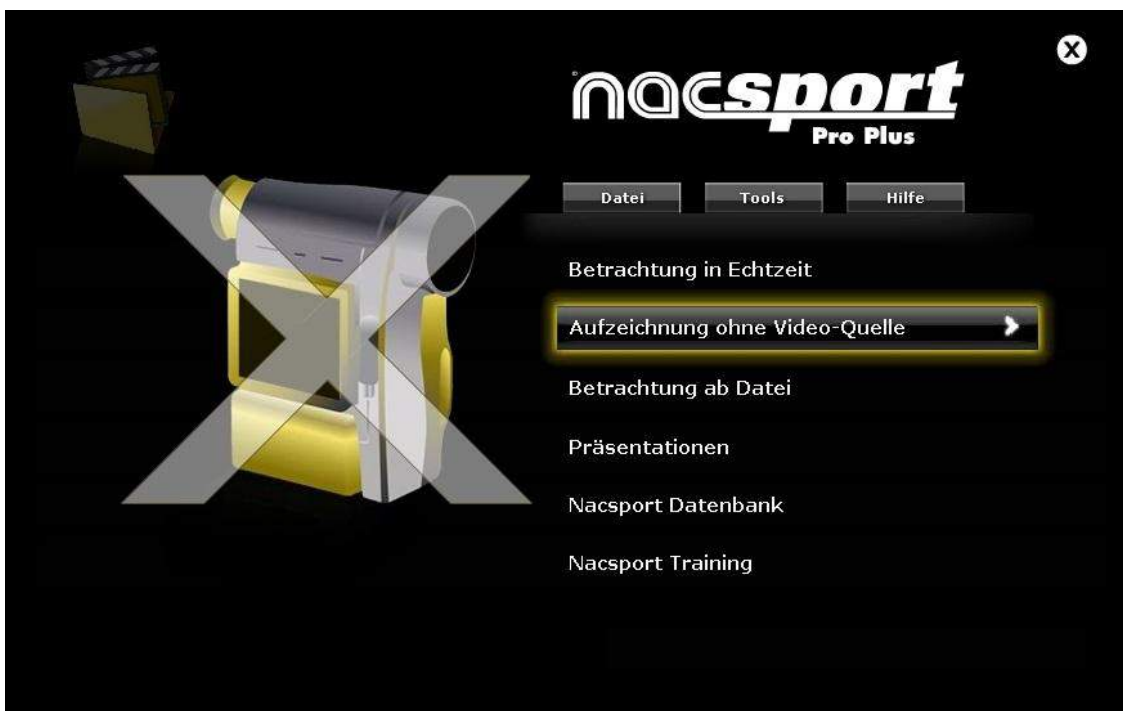 nacsport
Pro Plus
Datei Tools Hilfe
Betrachtung in Echtzeit
Aufzeichnung ohne Video-Quelle
Betrachtung ab Datei
Präsentationen
Nacsport Datenbank
Nacsport Training